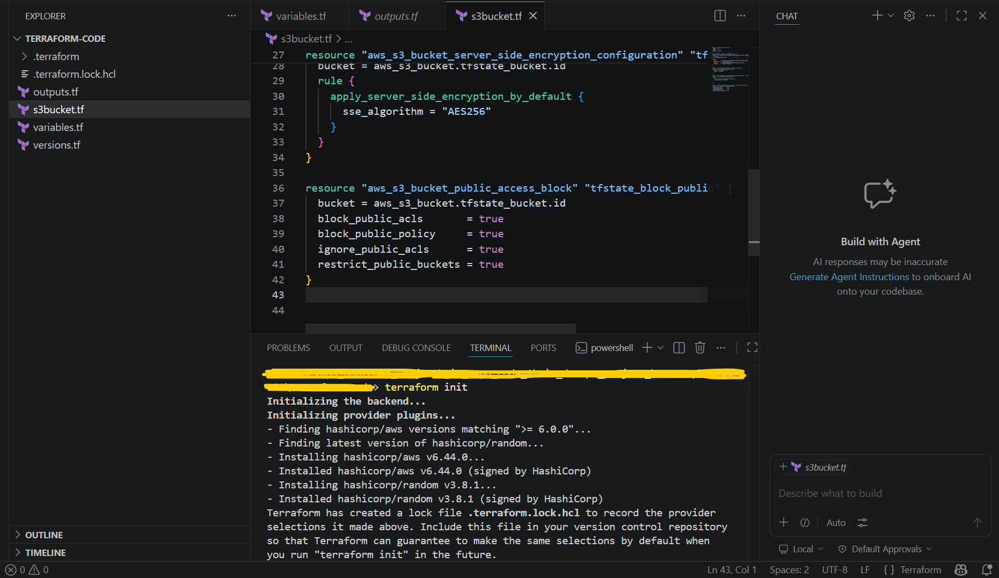 EXPLORER
TERRAFORM-CODE
.terraform
.terraform.lock.hcl
outputs.tf
s3bucket.tf
variables.tf
versions.tf
OUTLINE
TIMELINE
variables.tf
outputs.tf
s3bucket.tf
s3bucket.tf > ...
27 resource "aws_s3_bucket_server_side_encryption_configuration" "tf
28 bucket = aws_s3_bucket.tfstate_bucket.id
29 rule {
30 apply_server_side_encryption_by_default {
31 sse_algorithm = "AES256"
32 }
33 }
34 }
35
36 resource "aws_s3_bucket_public_access_block" "tfstate_block_public" {
37 bucket = aws_s3_bucket.tfstate_bucket.id
38 block_public_acls = true
39 block_public_policy = true
40 ignore_public_acls = true
41 restrict_public_buckets = true
42 }
43
44
PROBLEMS OUTPUT DEBUG CONSOLE TERMINAL PORTS powershell
> terraform init
Initializing the backend...
Initializing provider plugins...
- Finding hashicorp/aws versions matching ">= 6.0.0"...
- Finding latest version of hashicorp/random...
- Installing hashicorp/aws v6.44.0...
- Installed hashicorp/aws v6.44.0 (signed by HashiCorp)
- Installing hashicorp/random v3.8.1...
- Installed hashicorp/random v3.8.1 (signed by HashiCorp)
Terraform has created a lock file .terraform.lock.hcl to record the provider
selections it made above. Include this file in your version control repository
so that Terraform can guarantee to make the same selections by default when
you run "terraform init" in the future.
CHAT
Build with Agent
AI responses may be inaccurate
Generate Agent Instructions to onboard AI
onto your codebase.
s3bucket.tf
Describe what to build
Auto
Local Default Approvals
0 0
Ln 43, Col 1 Spaces: 2 UTF-8 LF { } Terraform